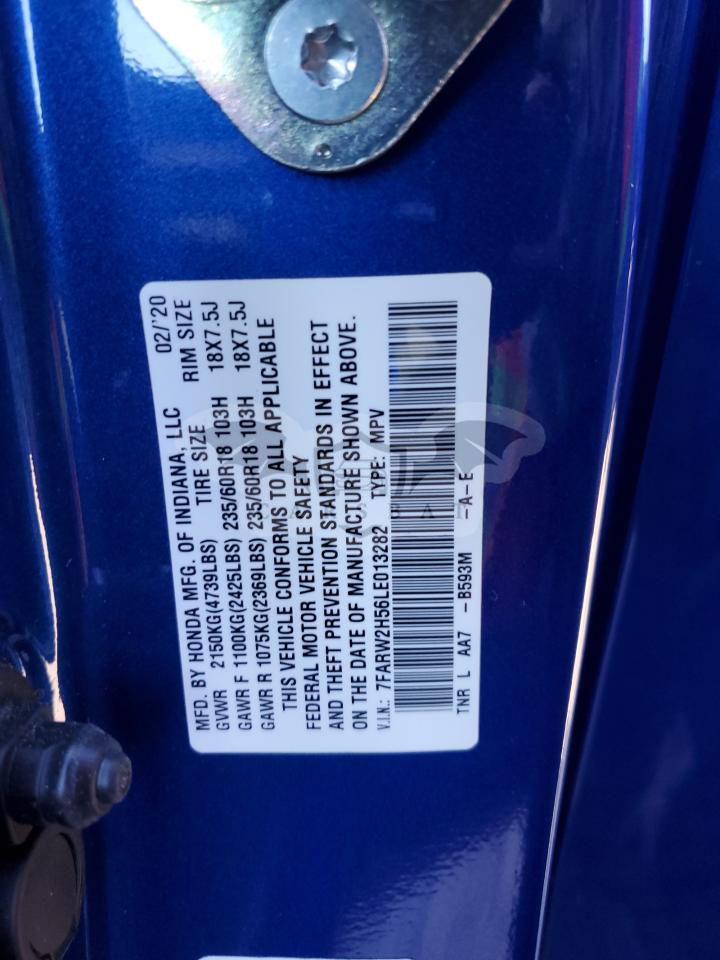 MFD. BY HONDA MFG. OF INDIANA, LLC 02/'20
GVWR 2150KG(4739LBS) TIRE SIZE RIM SIZE
GAWR F 1100KG(2425LBS) 235/60R18 103H 18X7.5J
GAWR R 1075KG(2369LBS) 235/60R18 103H 18X7.5J
THIS VEHICLE CONFORMS TO ALL APPLICABLE
FEDERAL MOTOR VEHICLE SAFETY
AND THEFT PREVENTION STANDARDS IN EFFECT
ON THE DATE OF MANUFACTURE SHOWN ABOVE.
V.I.N.: 7FARW2H56LE013282 TYPE: MPV
TNR L AA7 -B593M -A-E